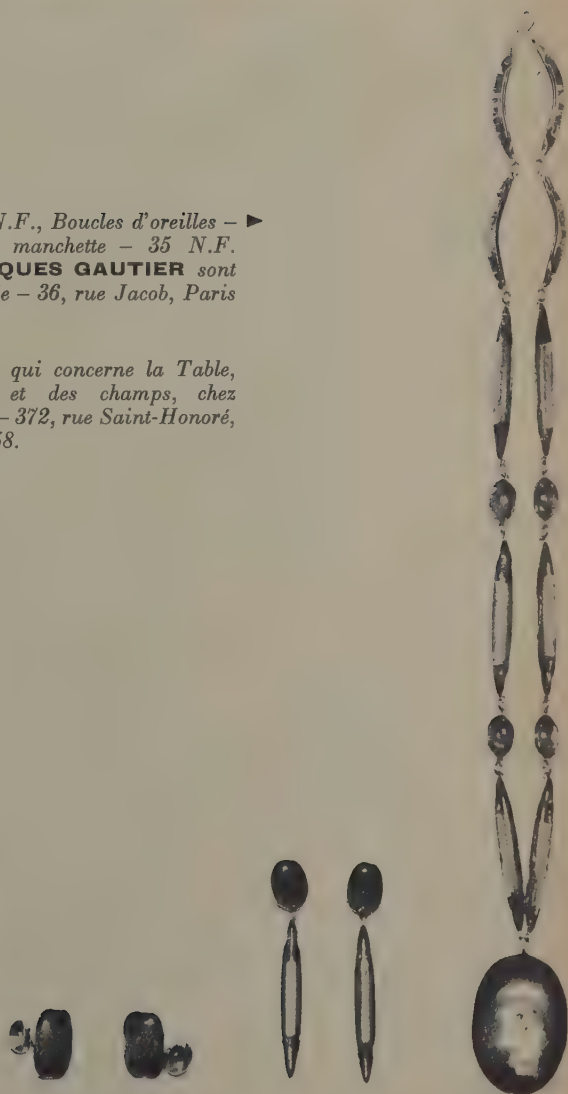 N.F., Boucles d'oreilles – ►
manchette – 35 N.F.
QUES GAUTIER sont
e – 36, rue Jacob, Paris
qui concerne la Table,
et des champs, chez
– 372, rue Saint-Honoré,
58.